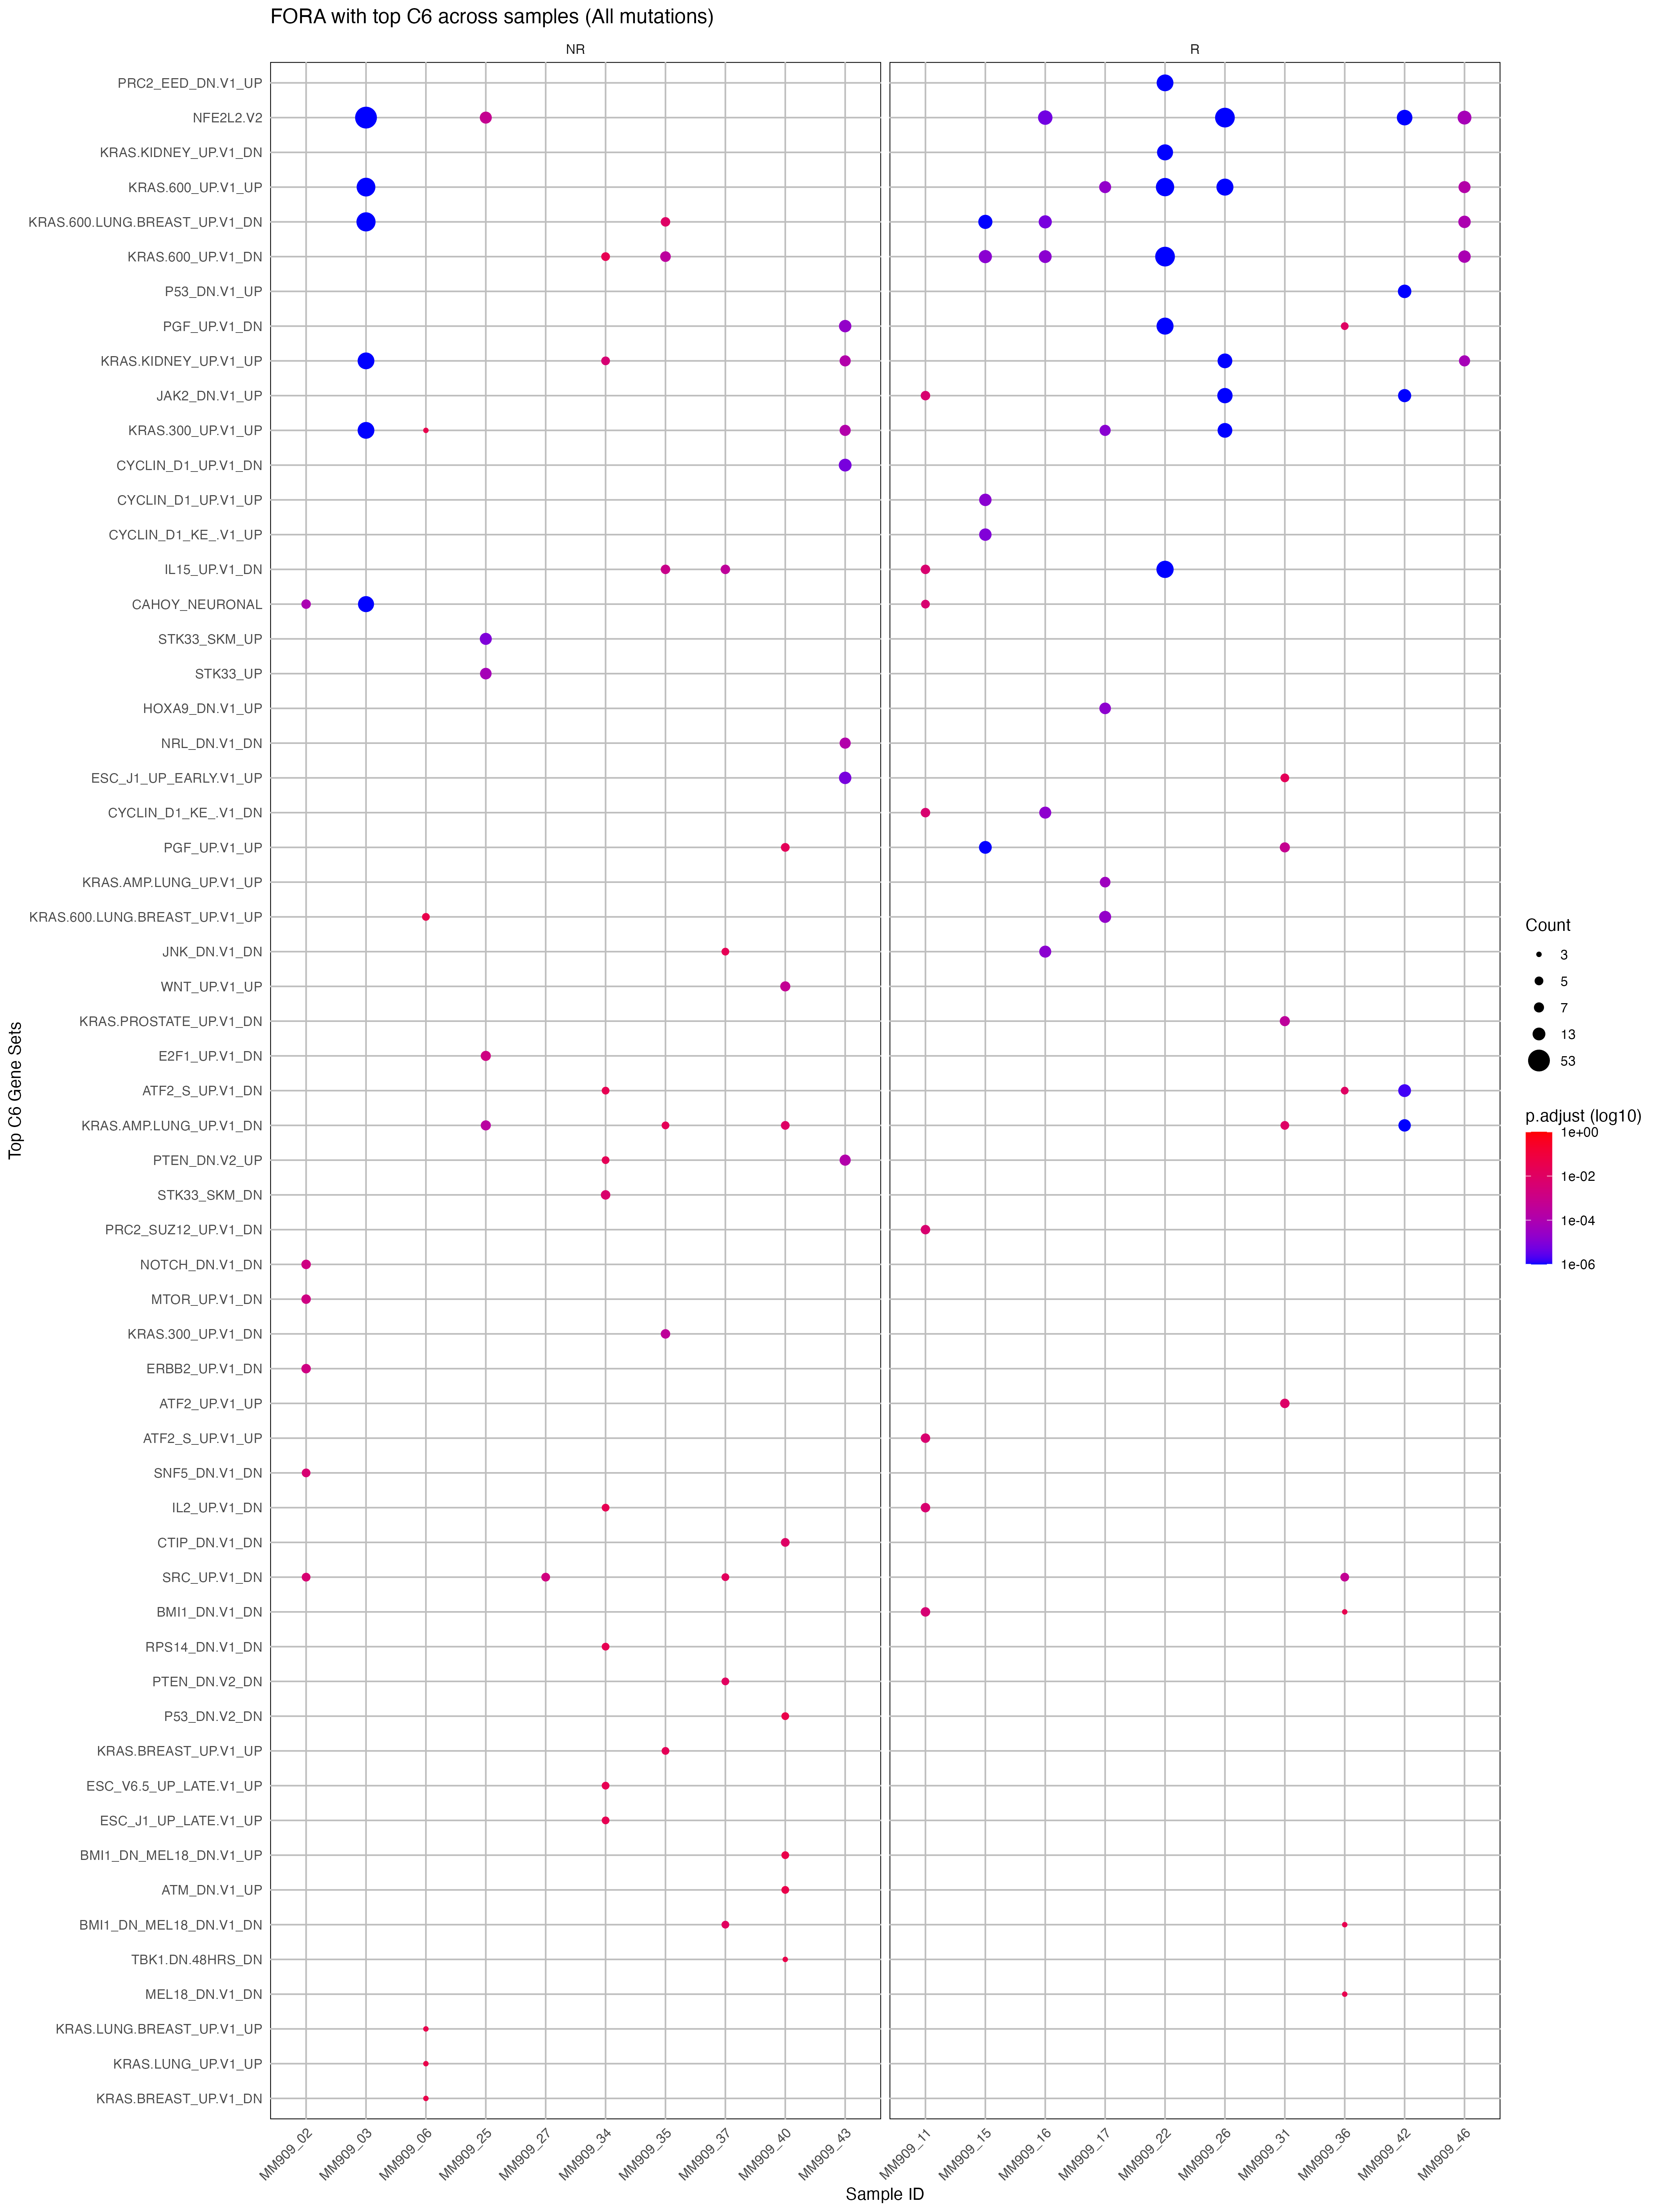 FORA with top C6 across samples (All mutations)
NR
R
PRC2_EED_DN.V1_UP
NFE2L2.V2
KRAS.KIDNEY_UP.V1_DN
KRAS.600_UP.V1_UP
KRAS.600.LUNG.BREAST_UP.V1_DN
KRAS.600_UP.V1_DN
P53_DN.V1_UP
PGF_UP.V1_DN
KRAS.KIDNEY_UP.V1_UP
JAK2_DN.V1_UP
KRAS.300_UP.V1_UP
CYCLIN_D1_UP.V1_DN
CYCLIN_D1_UP.V1_UP
CYCLIN_D1_KE_.V1_UP
IL15_UP.V1_DN
CAHOY_NEURONAL
STK33_SKM_UP
STK33_UP
HOXA9_DN.V1_UP
NRL_DN.V1_DN
ESC_J1_UP_EARLY.V1_UP
CYCLIN_D1_KE_.V1_DN
PGF_UP.V1_UP
KRAS.AMP.LUNG_UP.V1_UP
KRAS.600.LUNG.BREAST_UP.V1_UP
JNK_DN.V1_DN
WNT_UP.V1_UP
KRAS.PROSTATE_UP.V1_DN
E2F1_UP.V1_DN
ATF2_S_UP.V1_DN
KRAS.AMP.LUNG_UP.V1_DN
PTEN_DN.V2_UP
STK33_SKM_DN
PRC2_SUZ12_UP.V1_DN
NOTCH_DN.V1_DN
MTOR_UP.V1_DN
KRAS.300_UP.V1_DN
ERBB2_UP.V1_DN
ATF2_UP.V1_UP
ATF2_S_UP.V1_UP
SNF5_DN.V1_DN
IL2_UP.V1_DN
CTIP_DN.V1_DN
SRC_UP.V1_DN
BMI1_DN.V1_DN
RPS14_DN.V1_DN
PTEN_DN.V2_DN
P53_DN.V2_DN
KRAS.BREAST_UP.V1_UP
ESC_V6.5_UP_LATE.V1_UP
ESC_J1_UP_LATE.V1_UP
BMI1_DN_MEL18_DN.V1_UP
ATM_DN.V1_UP
BMI1_DN_MEL18_DN.V1_DN
TBK1.DN.48HRS_DN
MEL18_DN.V1_DN
KRAS.LUNG.BREAST_UP.V1_UP
KRAS.LUNG_UP.V1_UP
KRAS.BREAST_UP.V1_DN
Top C6 Gene Sets
MM909_02
MM909_03
MM909_06
MM909_25
MM909_27
MM909_34
MM909_35
MM909_37
MM909_40
MM909_43
MM909_11
MM909_15
MM909_16
MM909_17
MM909_22
MM909_26
MM909_31
MM909_36
MM909_42
MM909_46
Sample ID
Count
3
5
7
13
53
p.adjust (log10)
1e+00
1e-02
1e-04
1e-06